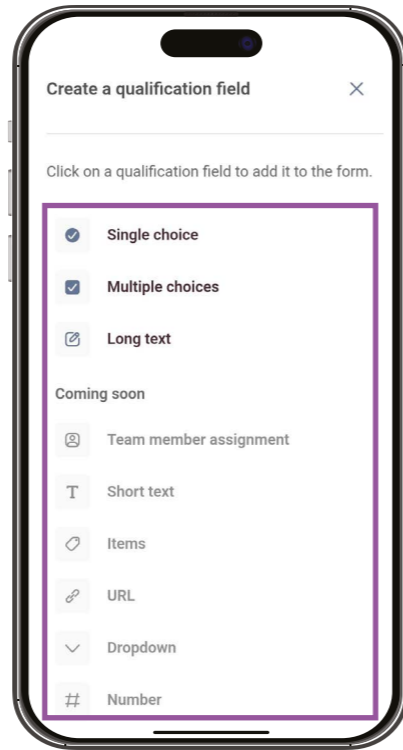 Create a qualification field
Click on a qualification field to add it to the form.
Single choice
Multiple choices
Long text
Coming soon
Team member assignment
T Short text
Items
URL
Dropdown
# Number